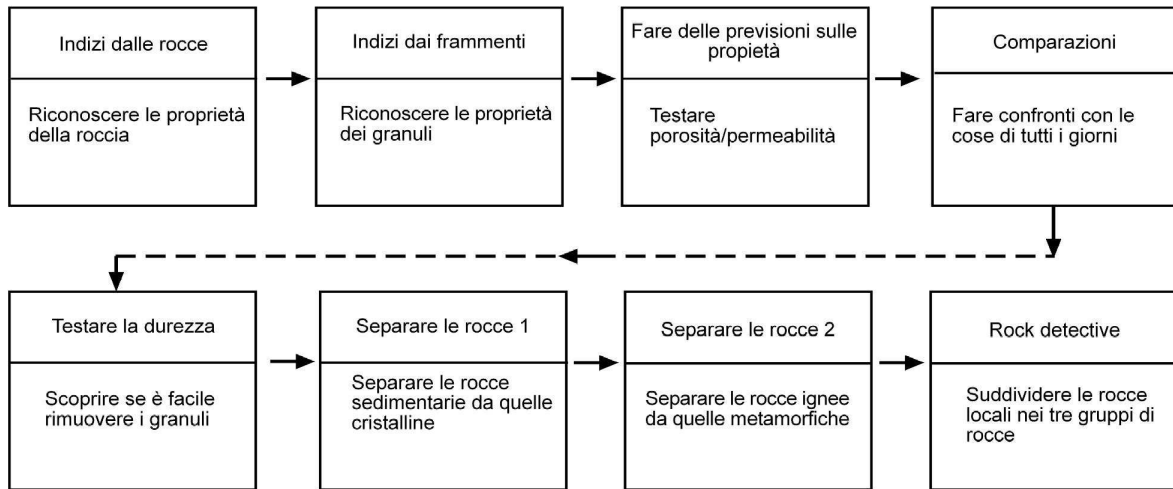 Indizi dalle rocce
Riconoscere le proprietà
della roccia
Indizi dai frammenti
Riconoscere le proprietà
dei granuli
Fare delle previsioni sulle
propietà
Testare
porosità/permeabilità
Comparazioni
Fare confronti con le
cose di tutti i giorni
Testare la durezza
Scoprire se è facile
rimuovere i granuli
Separare le rocce 1
Separare le rocce
sedimentarie da quelle
cristalline
Separare le rocce 2
Separare le rocce ignee
da quelle metamorfiche
Rock detective
Suddividere le rocce
locali nei tre gruppi di
rocce